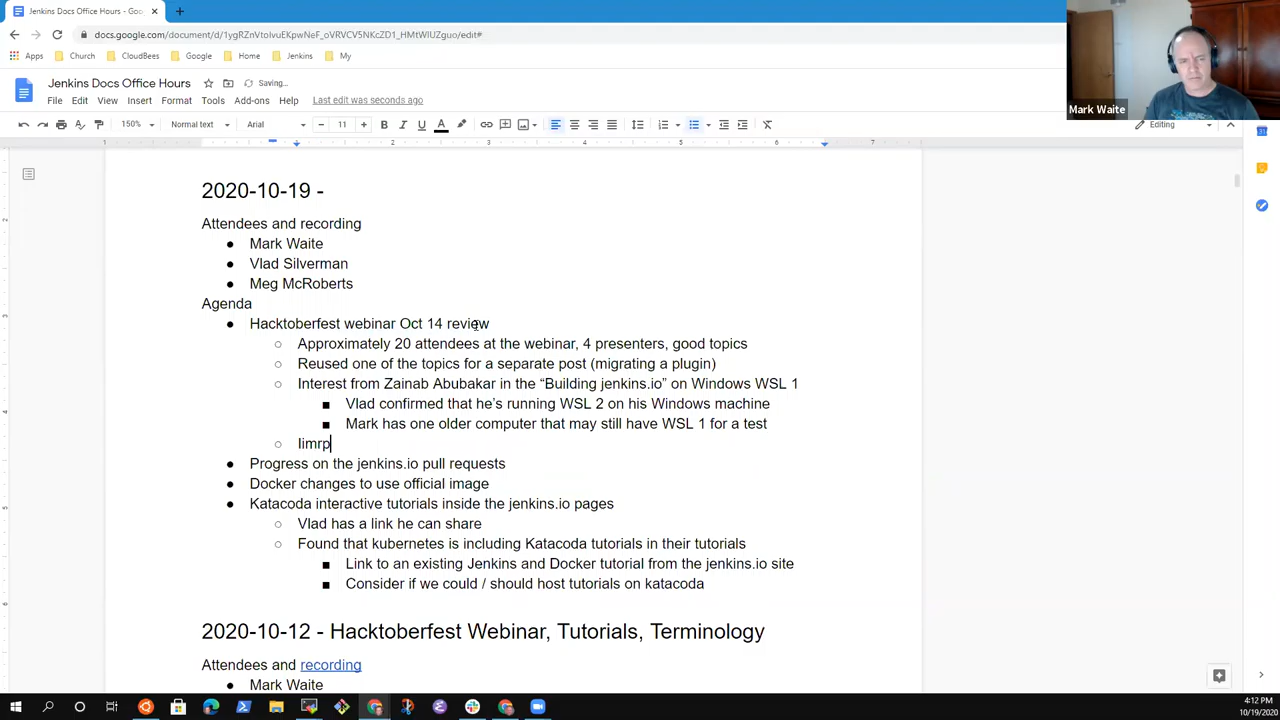 Jenkins Docs Office Hours - Goo
docs.google.com/document/d/1ygRZnVtoIvuEKpwNeF_oVRVCV5NKcZD1_HMtWIUZguo/edit#
Apps Church CloudBees Google Home Jenkins My
Mark Waite
Jenkins Docs Office Hours Saving...
File Edit View Insert Format Tools Add-ons Help Last edit was seconds ago
150% Normal text Arial 11 Editing
1 1 2 3 4 5 6 7
2020-10-19 -
Attendees and recording
● Mark Waite
● Vlad Silverman
● Meg McRoberts
Agenda
● Hacktoberfest webinar Oct 14 review
○ Approximately 20 attendees at the webinar, 4 presenters, good topics
○ Reused one of the topics for a separate post (migrating a plugin)
○ Interest from Zainab Abubakar in the “Building jenkins.io” on Windows WSL 1
■ Vlad confirmed that he’s running WSL 2 on his Windows machine
■ Mark has one older computer that may still have WSL 1 for a test
○ Iimrp
● Progress on the jenkins.io pull requests
● Docker changes to use official image
● Katacoda interactive tutorials inside the jenkins.io pages
○ Vlad has a link he can share
○ Found that kubernetes is including Katacoda tutorials in their tutorials
■ Link to an existing Jenkins and Docker tutorial from the jenkins.io site
■ Consider if we could / should host tutorials on katacoda
2020-10-12 - Hacktoberfest Webinar, Tutorials, Terminology
Attendees and recording
● Mark Waite
4:12 PM
10/19/2020